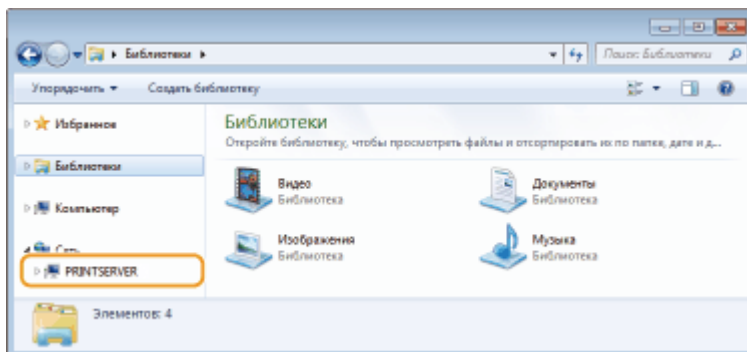 Библиотеки
Поиск: Библиотеки
Упорядочить
Создать библиотеку
Избранное
Библиотеки
Компьютер
Сеть
PRINTSERVER
Библиотеки
Откройте библиотеку, чтобы просмотреть файлы и отсортировать их по папке, дате и д...
Видео
Библиотека
Документы
Библиотека
Изображения
Библиотека
Музыка
Библиотека
Элементов: 4